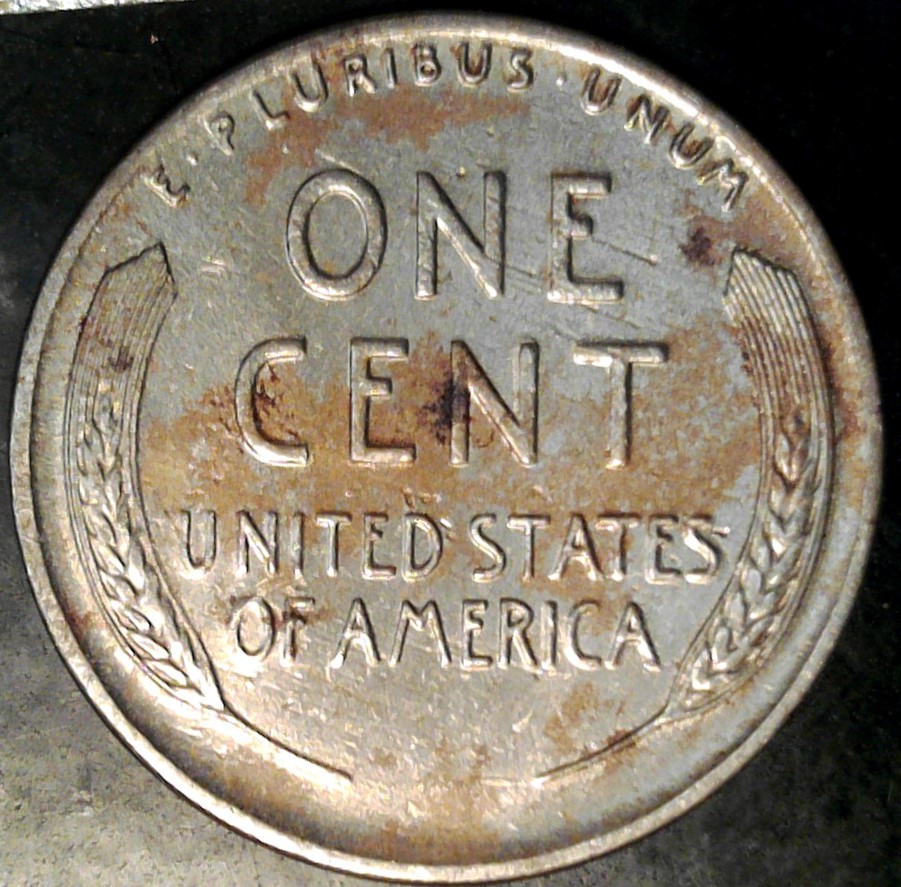 E·PLURIBUS·UNUM
ONE
CENT
UNITED STATES
OF AMERICA